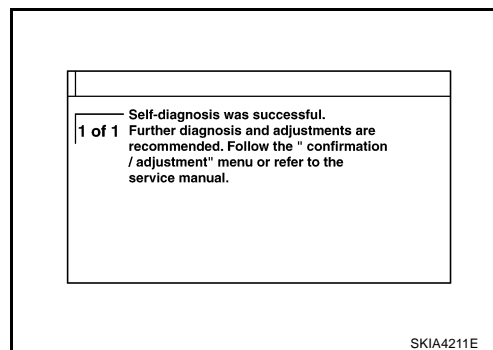 Self-diagnosis was successful.
1 of 1 Further diagnosis and adjustments are
recommended. Follow the " confirmation
/ adjustment" menu or refer to the
service manual.
SKIA4211E